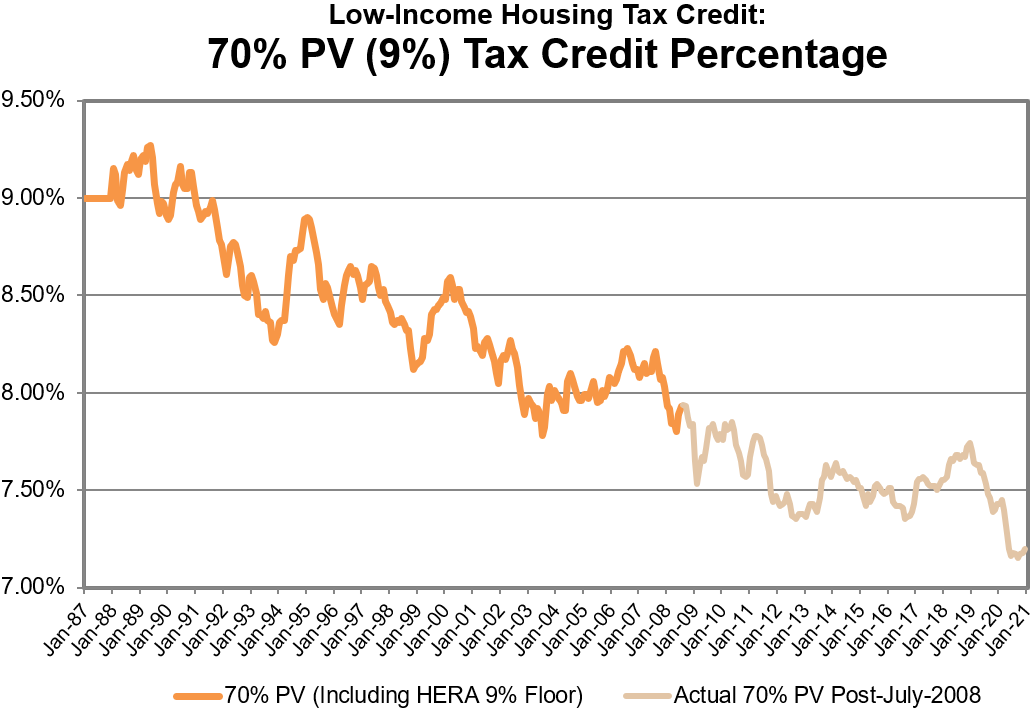 Low-Income Housing Tax Credit:
70% PV (9%) Tax Credit Percentage
9.50%
9.00%
8.50%
8.00%
7.50%
7.00%
Jan-87
Jan-88
Jan-89
Jan-90
Jan-91
Jan-92
Jan-93
Jan-94
Jan-95
Jan-96
Jan-97
Jan-98
Jan-99
Jan-00
Jan-01
Jan-02
Jan-03
Jan-04
Jan-05
Jan-06
Jan-07
Jan-08
Jan-09
Jan-10
Jan-11
Jan-12
Jan-13
Jan-14
Jan-15
Jan-16
Jan-17
Jan-18
Jan-19
Jan-20
Jan-21
70% PV (Including HERA 9% Floor)
Actual 70% PV Post-July-2008